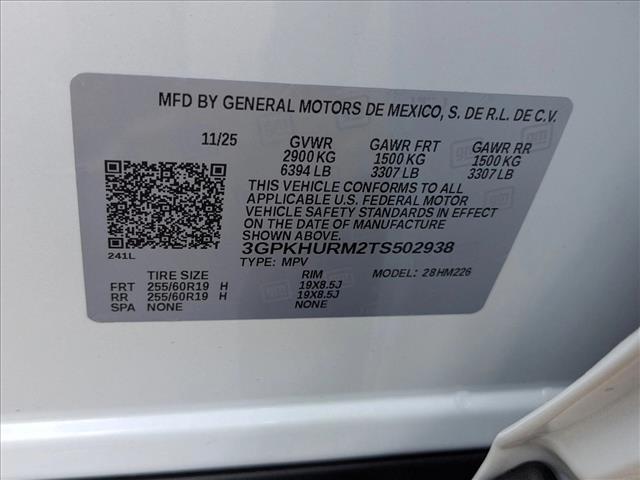 MFD BY GENERAL MOTORS DE MEXICO, S. DE R.L. DE C.V.
11/25 GVWR GAWR FRT GAWR RR
2900 KG 1500 KG 1500 KG
6394 LB 3307 LB 3307 LB
THIS VEHICLE CONFORMS TO ALL
APPLICABLE U.S. FEDERAL MOTOR
VEHICLE SAFETY STANDARDS IN EFFECT
ON THE DATE OF MANUFACTURE
SHOWN ABOVE.
3GPKHURM2TS502938
241L TYPE: MPV MODEL: 28HM226
TIRE SIZE RIM
FRT 255/60R19 H 19X8.5J
RR 255/60R19 H 19X8.5J
SPA NONE NONE